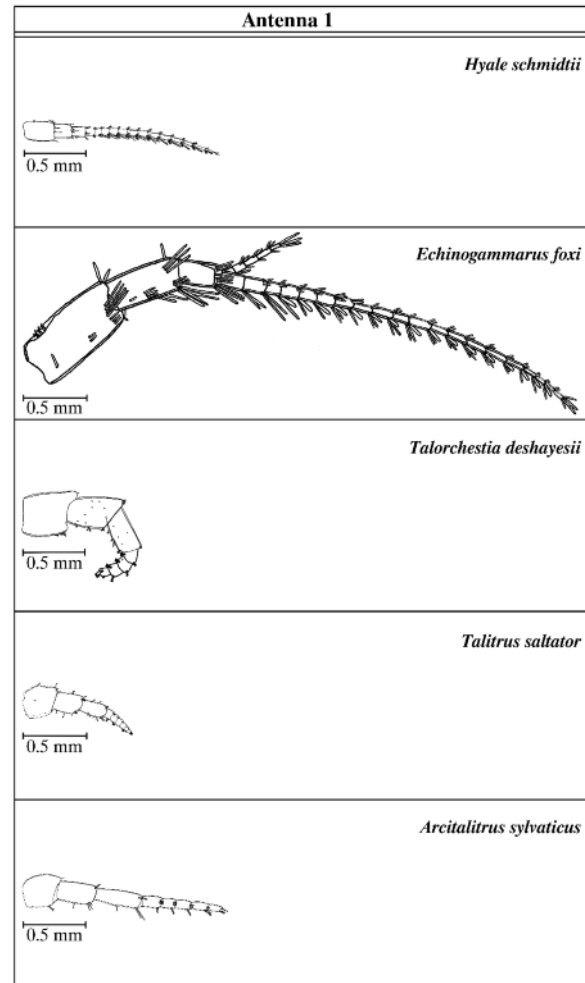 Antenna 1
Hyale schmidtii
0.5 mm
Echinogammarus foxi
0.5 mm
Talorchestia deshayesii
0.5 mm
Talitrus saltator
0.5 mm
Arcitalitrus sylvaticus
0.5 mm